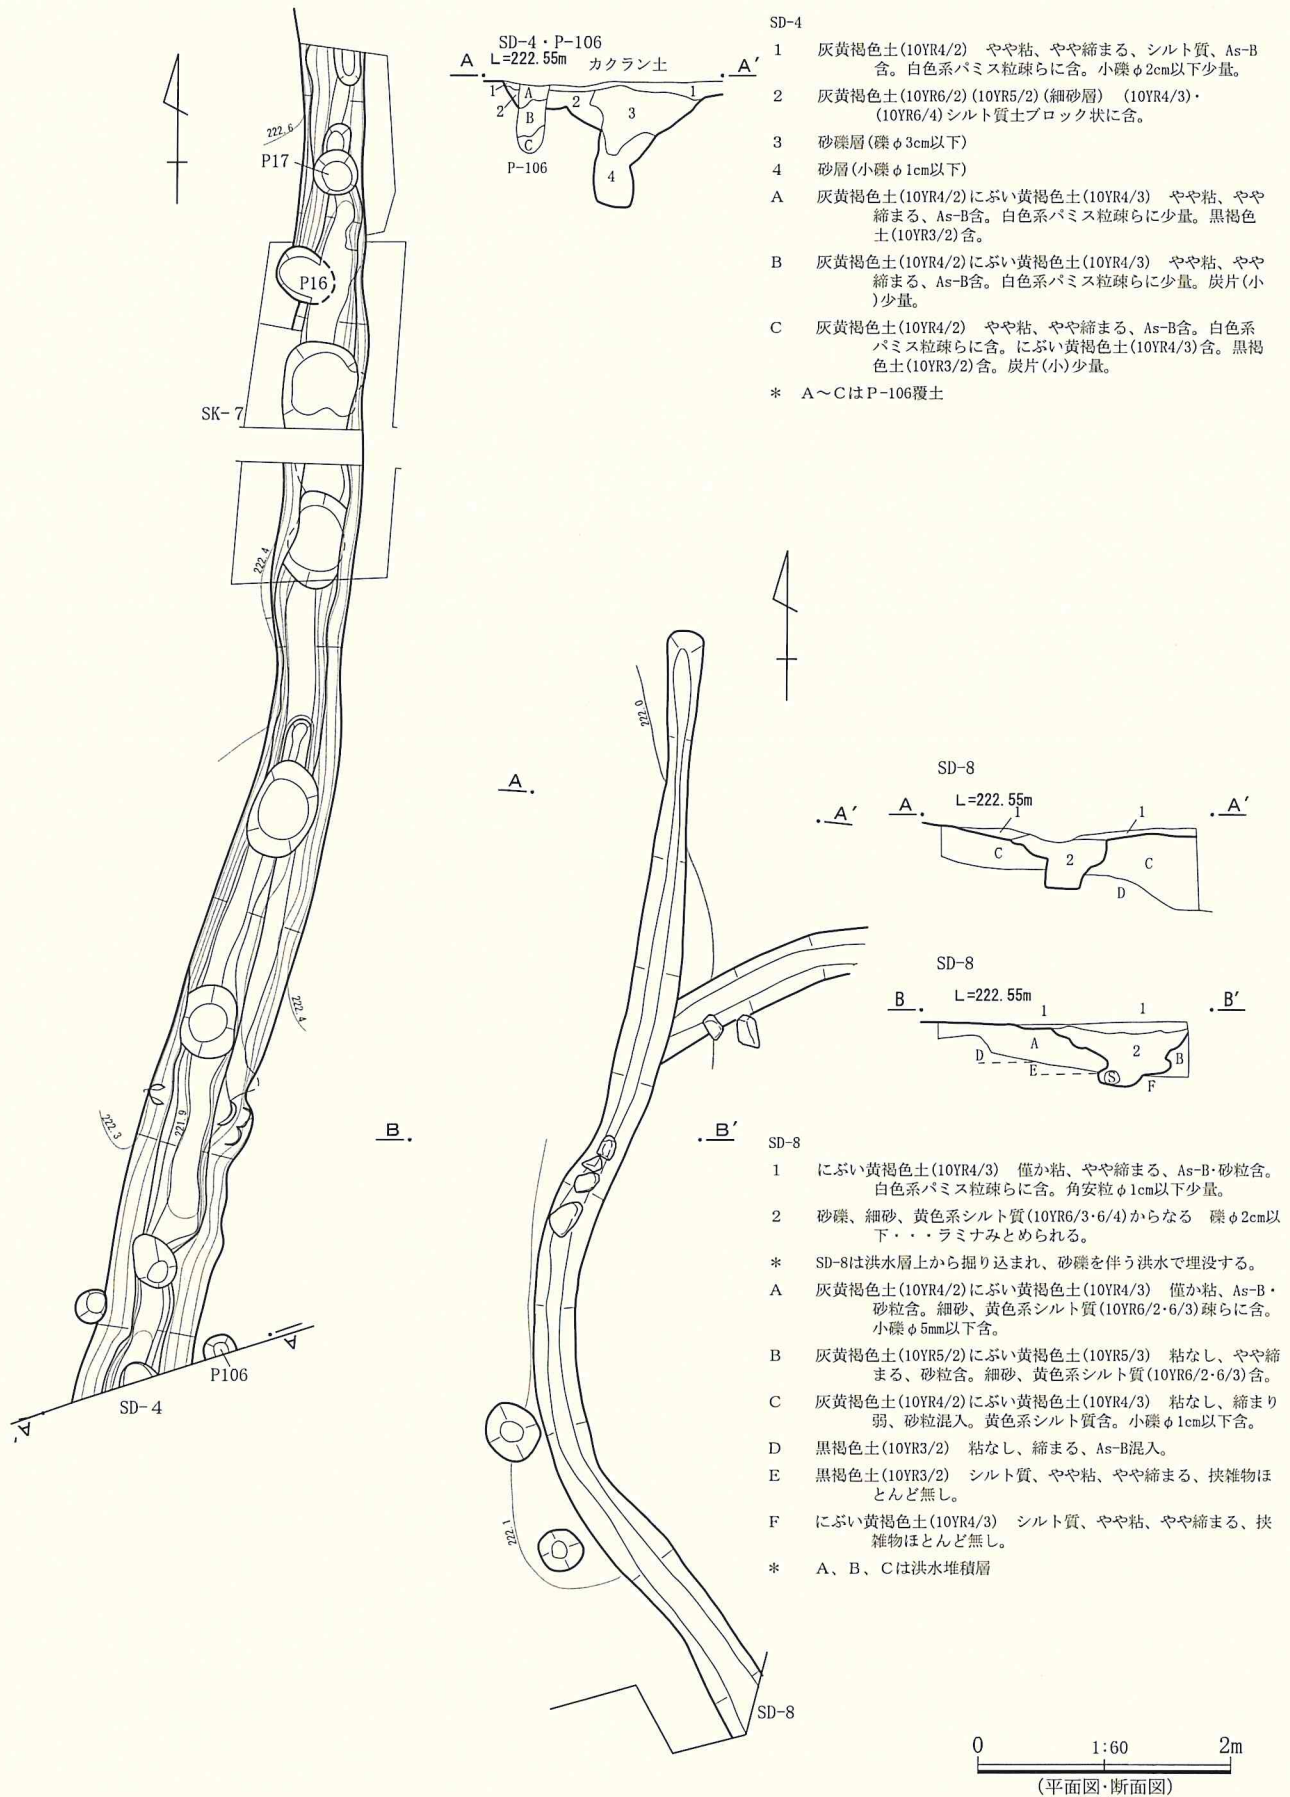 SD-4・P-106
A L=222.55m カクラン土 A′
1 A 2 3 1
2 B
C
P-106
4
222.6
P17
P16
SK-7
222.4
222.4
222.3
221.9
P106
SD-4
A
A′
SD-4
1 灰黄褐色土(10YR4/2) やや粘、やや締まる、シルト質、As-B
含。白色系パミス粒疎らに含。小礫φ2cm以下少量。
2 灰黄褐色土(10YR6/2)(10YR5/2)(細砂層) (10YR4/3)・
(10YR6/4)シルト質土ブロック状に含。
3 砂礫層(礫φ3cm以下)
4 砂層(小礫φ1cm以下)
A 灰黄褐色土(10YR4/2)にぶい黄褐色土(10YR4/3) やや粘、やや
締まる、As-B含。白色系パミス粒疎らに少量。黒褐色
土(10YR3/2)含。
B 灰黄褐色土(10YR4/2)にぶい黄褐色土(10YR4/3) やや粘、やや
締まる、As-B含。白色系パミス粒疎らに少量。炭片(小
)少量。
C 灰黄褐色土(10YR4/2) やや粘、やや締まる、As-B含。白色系
パミス粒疎らに含。にぶい黄褐色土(10YR4/3)含。黒褐
色土(10YR3/2)含。炭片(小)少量。
* A～CはP-106覆土
222.0
A
A′
B
B′
222.1
SD-8
SD-8
A L=222.55m A′
1 1
C 2 C
D
SD-8
B L=222.55m B′
1 1
A 2 B
D
E S F
SD-8
1 にぶい黄褐色土(10YR4/3) 僅か粘、やや締まる、As-B・砂粒含。
白色系パミス粒疎らに含。角安粒φ1cm以下少量。
2 砂礫、細砂、黄色系シルト質(10YR6/3・6/4)からなる 礫φ2cm以
下・・・ラミナみとめられる。
* SD-8は洪水層上から掘り込まれ、砂礫を伴う洪水で埋没する。
A 灰黄褐色土(10YR4/2)にぶい黄褐色土(10YR4/3) 僅か粘、As-B・
砂粒含。細砂、黄色系シルト質(10YR6/2・6/3)疎らに含。
小礫φ5mm以下含。
B 灰黄褐色土(10YR5/2)にぶい黄褐色土(10YR5/3) 粘なし、やや締
まる、砂粒含。細砂、黄色系シルト質(10YR6/2・6/3)含。
C 灰黄褐色土(10YR4/2)にぶい黄褐色土(10YR4/3) 粘なし、締まり
弱、砂粒混入。黄色系シルト質含。小礫φ1cm以下含。
D 黒褐色土(10YR3/2) 粘なし、締まる、As-B混入。
E 黒褐色土(10YR3/2) シルト質、やや粘、やや締まる、挟雑物ほ
とんど無し。
F にぶい黄褐色土(10YR4/3) シルト質、やや粘、やや締まる、挟
雑物ほとんど無し。
* A、B、Cは洪水堆積層
0 1:60 2m
(平面図・断面図)